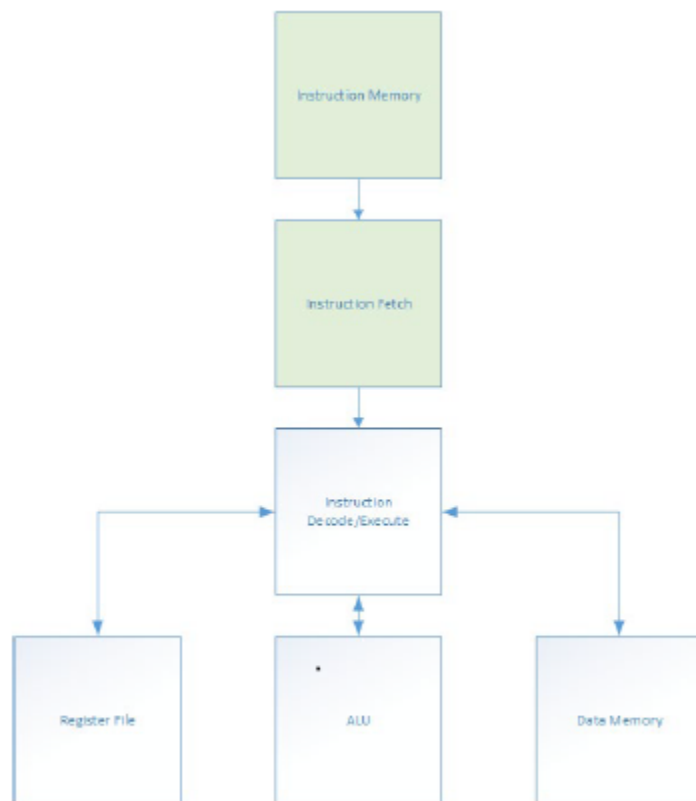 Instruction Memory
Instruction Fetch
Instruction
Decode/Execute
Register File
ALU
Data Memory